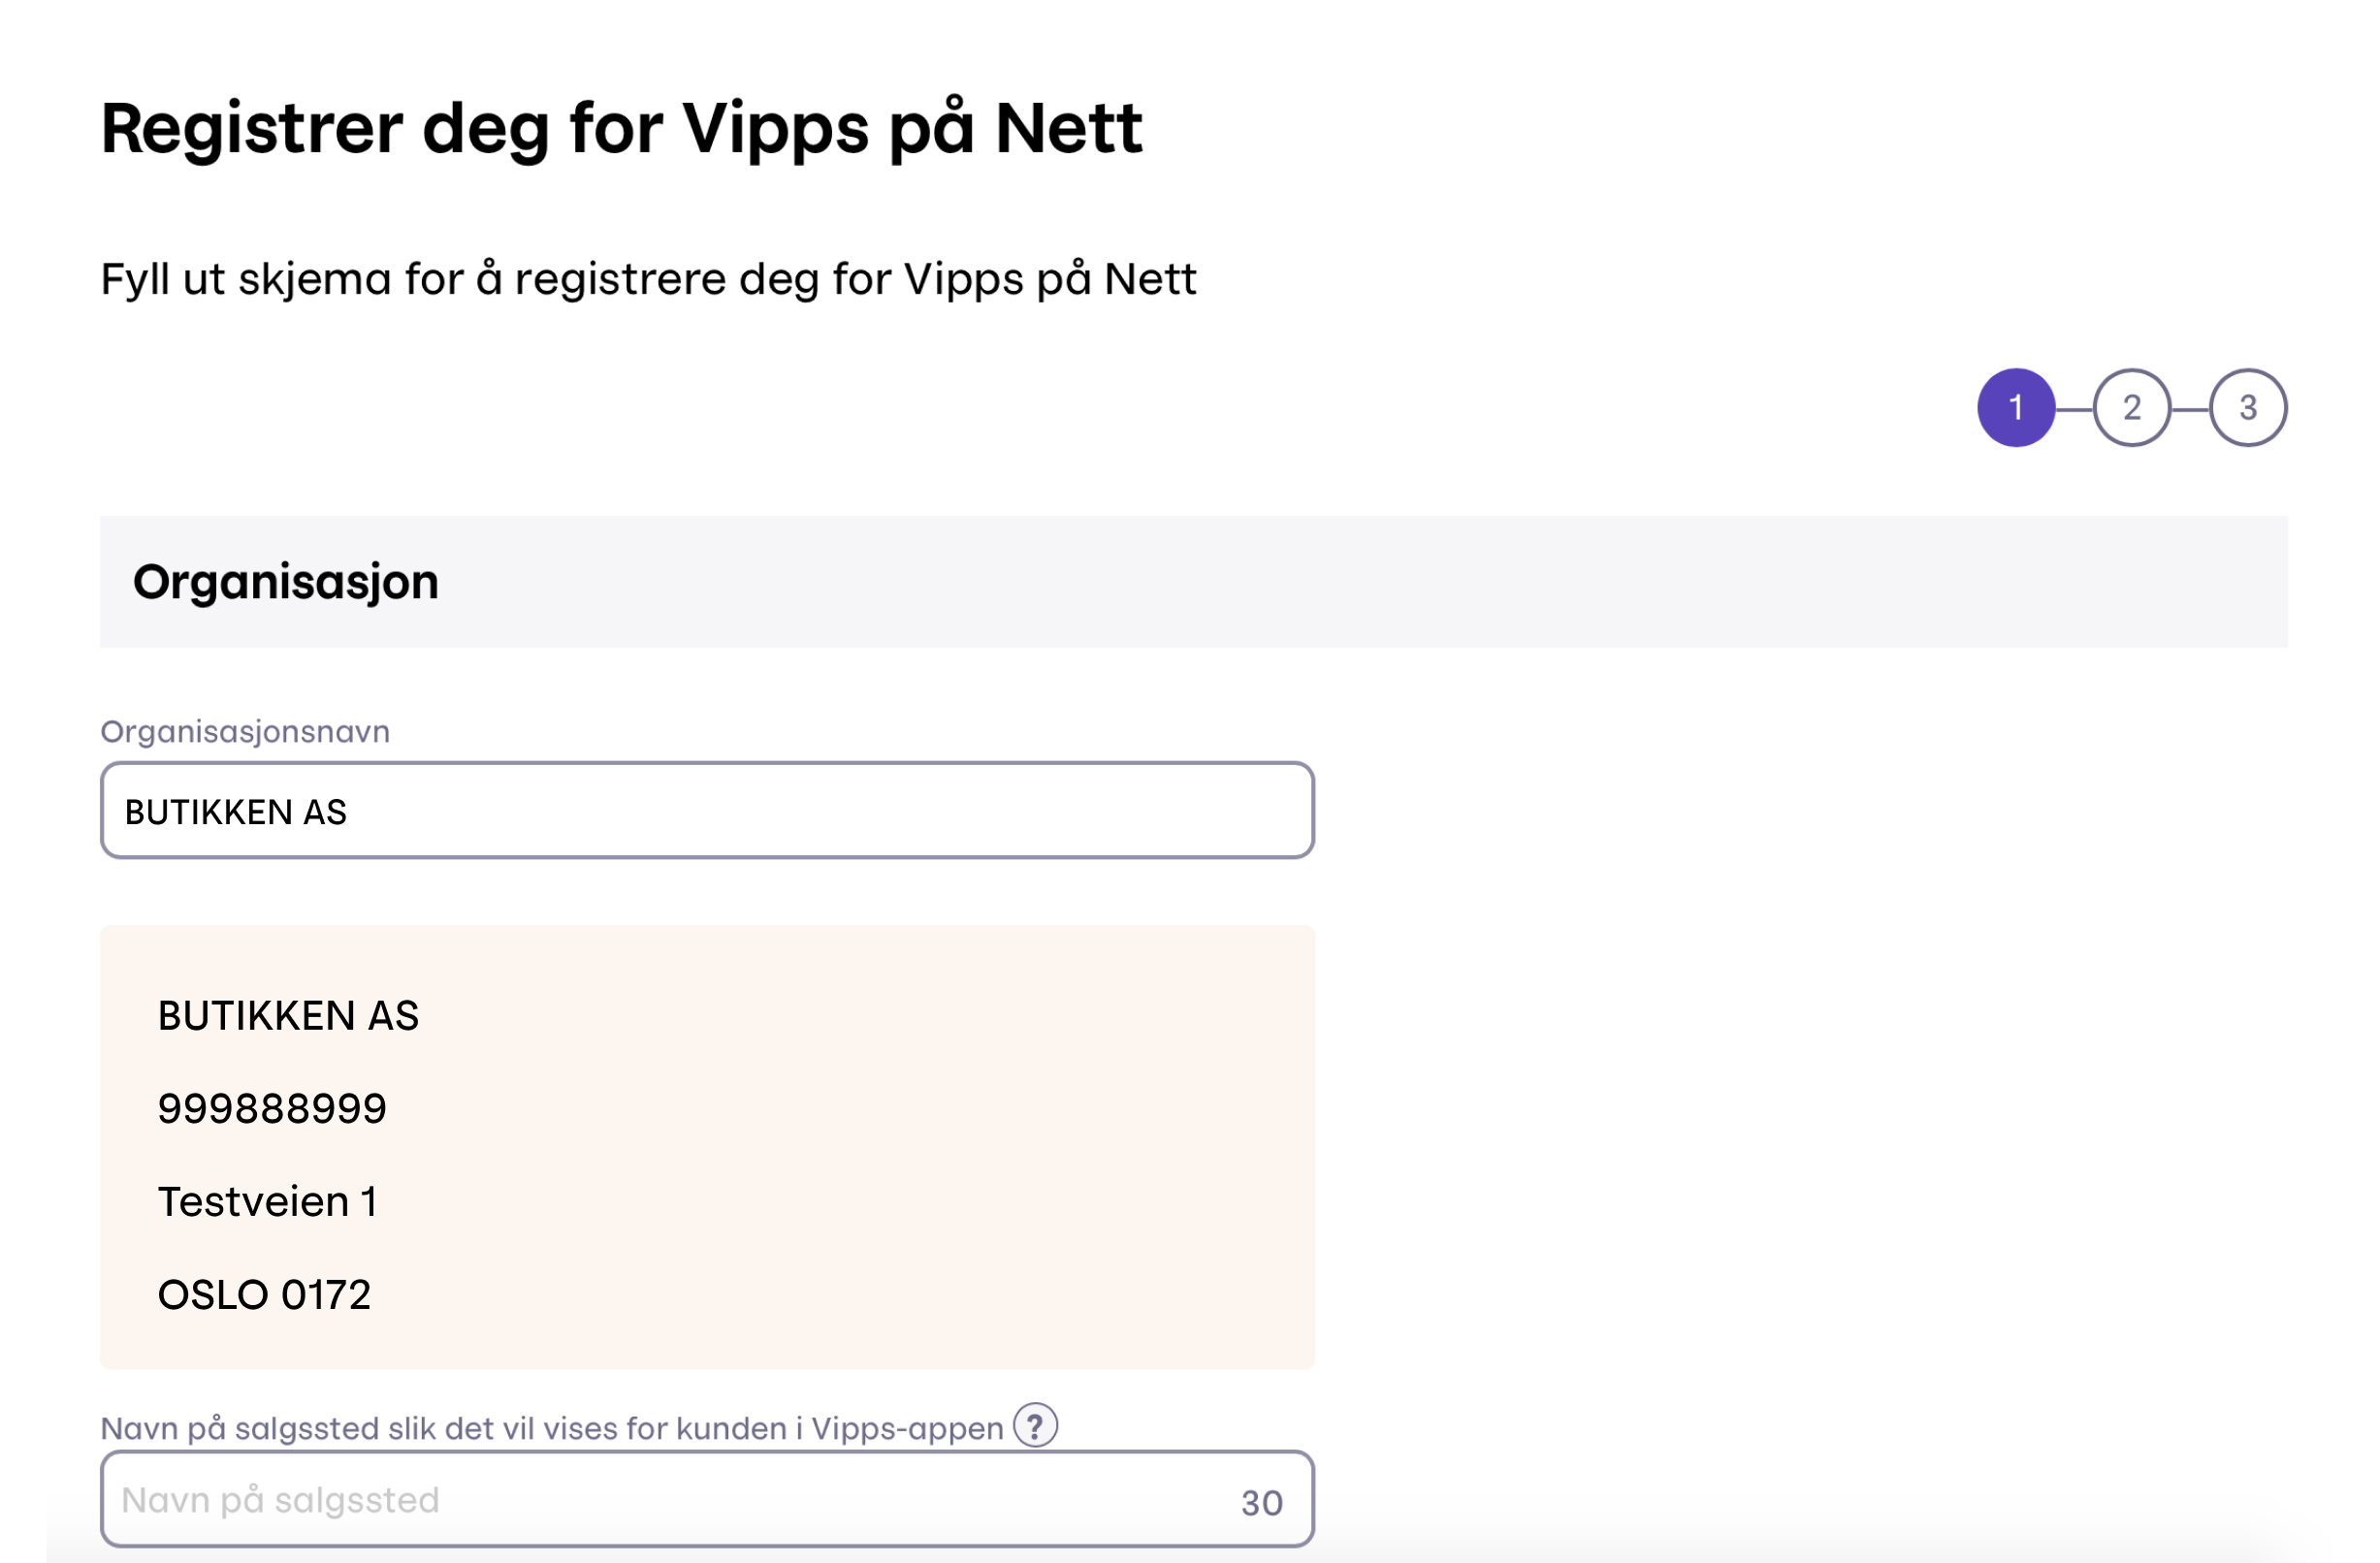 Registrer deg for Vipps på Nett
Fyll ut skjema for å registrere deg for Vipps på Nett
1 2 3
Organisasjon
Organisasjonsnavn
BUTIKKEN AS
BUTIKKEN AS
999888999
Testveien 1
OSLO 0172
Navn på salgssted slik det vil vises for kunden i Vipps-appen ?
Navn på salgssted 30